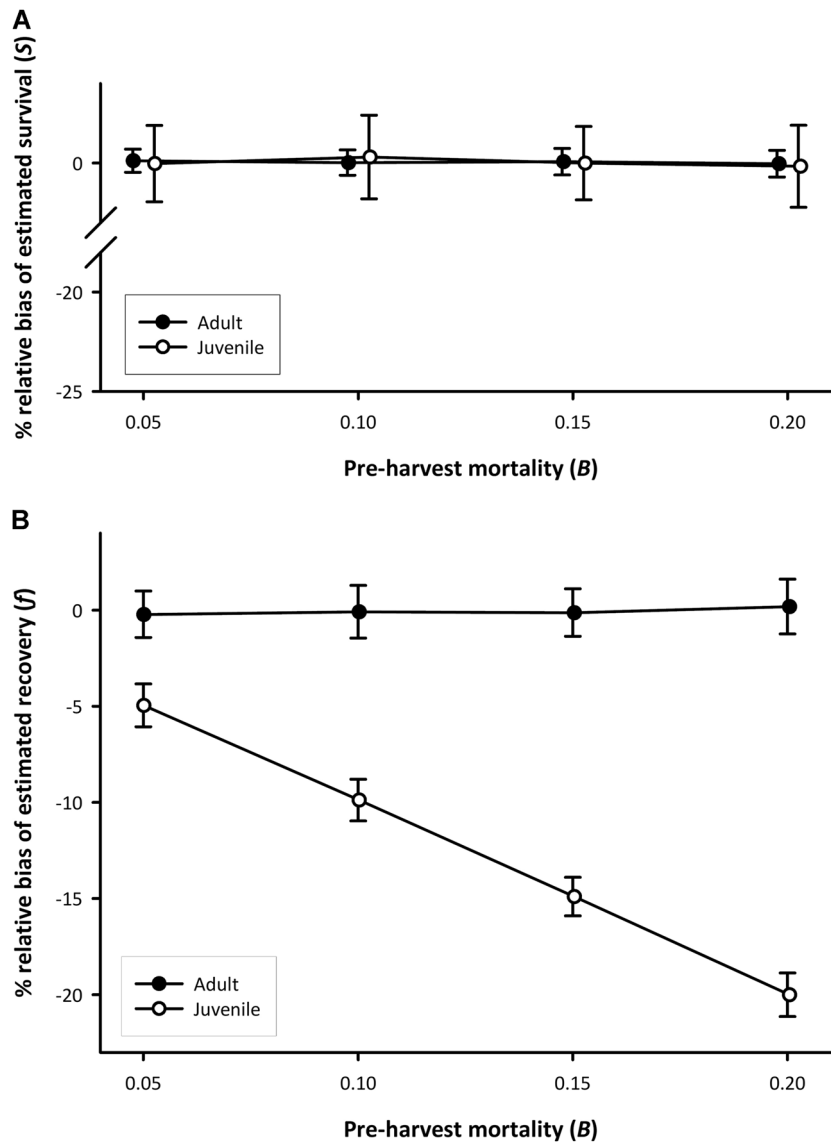 A
% relative bias of estimated survival (S)
0
-20
-25
Adult
Juvenile
0.05 0.10 0.15 0.20
Pre-harvest mortality (B)
B
% relative bias of estimated recovery (f)
0
-5
-10
-15
-20
Adult
Juvenile
0.05 0.10 0.15 0.20
Pre-harvest mortality (B)